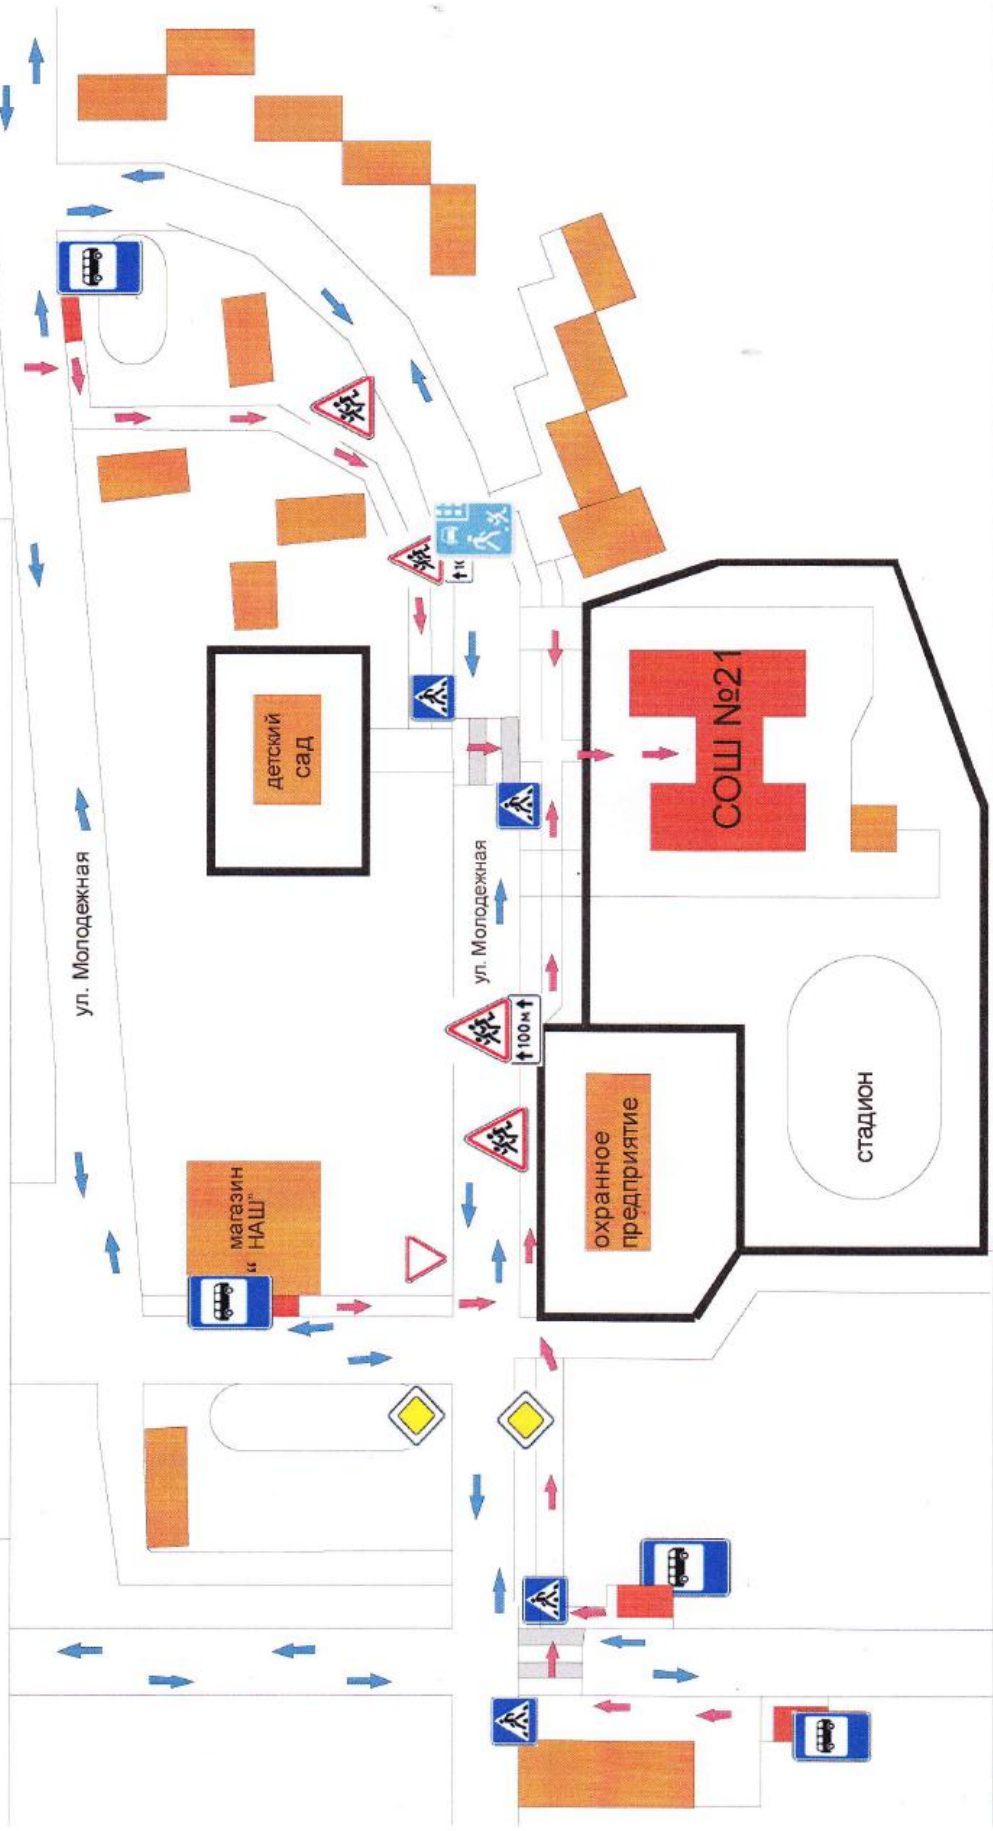 ул. Молодежная
детский
сад
ул. Молодежная
СОШ №21
100м
магазин
“ НАШ”
охранное
предприятие
стадион